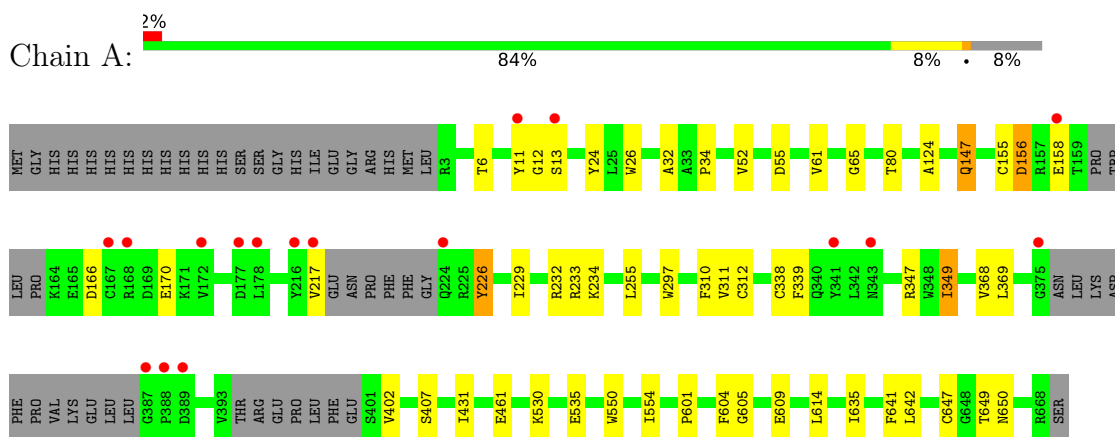 2%
Chain A:
84% 8% • 8%
MET GLY HIS HIS HIS HIS HIS HIS HIS HIS HIS HIS SER SER GLY HIS ILE GLU GLY ARG HIS MET LEU R3 T6 Y11 G12 S13 Y24 L25 W26 A32 A33 P34 V52 D55 V61 G65 T80 A124 Q147 C155 D156 R157 E158 T159 PRO TRP
LEU PRO K164 E165 D166 C167 R168 D169 E170 K171 V172 D177 L178 Y216 V217 GLU ASN PRO PHE PHE GLY Q224 R225 Y226 I229 R232 R233 K234 L255 W297 F310 V311 C312 C338 F339 Q340 Y341 L342 N343 R347 W348 I349 V368 L369 G375 ASN LEU LYS ASP
PHE PRO VAL LYS GLU LEU LEU G387 P388 D389 V393 THR ARG GLU PRO LEU PHE GLU S401 V402 S407 I431 E461 K530 E535 W550 I554 P601 F604 G605 E609 L614 I635 F641 L642 C647 G648 T649 N650 R668 SER